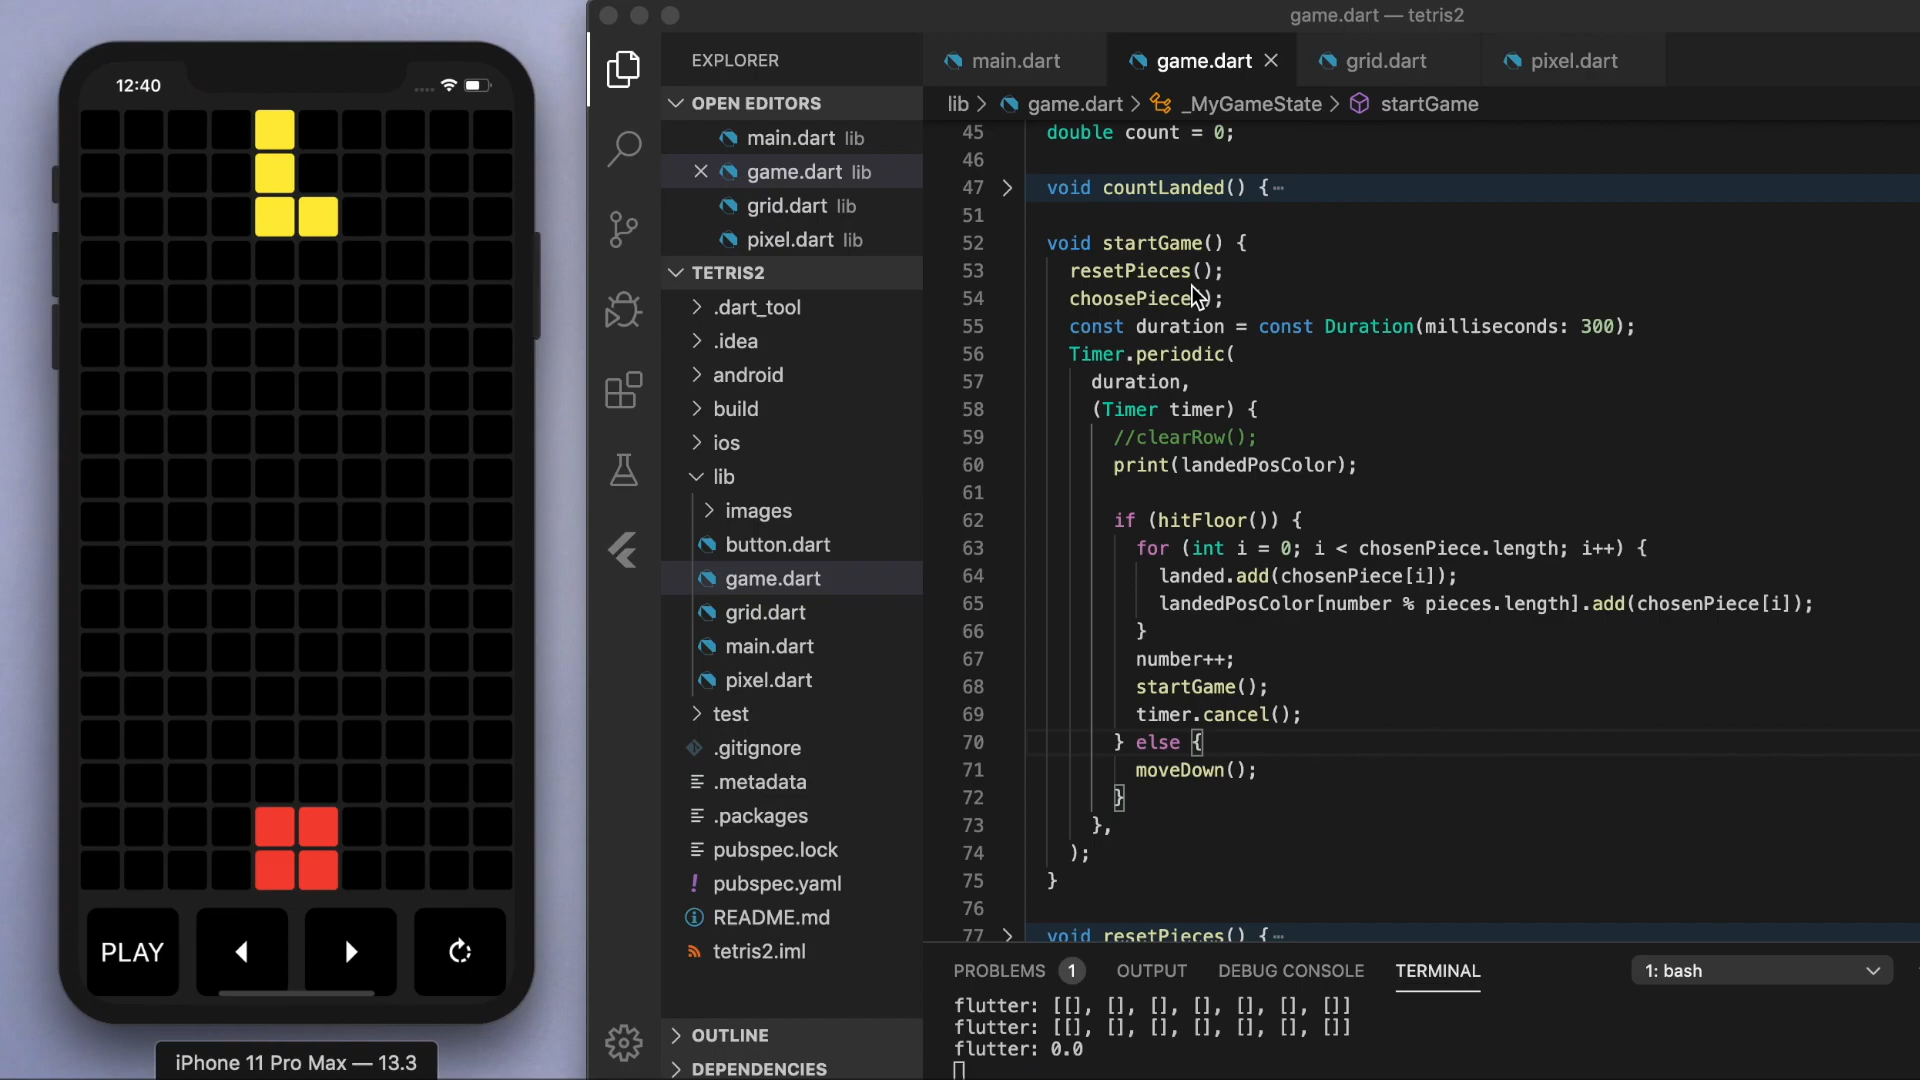 12:40
PLAY
iPhone 11 Pro Max — 13.3
game.dart — tetris2
EXPLORER
OPEN EDITORS
main.dart lib
game.dart lib
grid.dart lib
pixel.dart lib
TETRIS2
.dart_tool
.idea
android
build
ios
lib
images
button.dart
game.dart
grid.dart
main.dart
pixel.dart
test
.gitignore
.metadata
.packages
pubspec.lock
pubspec.yaml
README.md
tetris2.iml
OUTLINE
DEPENDENCIES
main.dart game.dart grid.dart pixel.dart
lib > game.dart > _MyGameState > startGame
45 double count = 0;
46
47 void countLanded() {…
51
52 void startGame() {
53 resetPieces();
54 choosePiece();
55 const duration = const Duration(milliseconds: 300);
56 Timer.periodic(
57 duration,
58 (Timer timer) {
59 //clearRow();
60 print(landedPosColor);
61
62 if (hitFloor()) {
63 for (int i = 0; i < chosenPiece.length; i++) {
64 landed.add(chosenPiece[i]);
65 landedPosColor[number % pieces.length].add(chosenPiece[i]);
66 }
67 number++;
68 startGame();
69 timer.cancel();
70 } else {
71 moveDown();
72 }
73 },
74 );
75 }
76
77 void resetPieces() {…
PROBLEMS 1 OUTPUT DEBUG CONSOLE TERMINAL 1: bash
flutter: [[], [], [], [], [], [], []]
flutter: [[], [], [], [], [], [], []]
flutter: 0.0